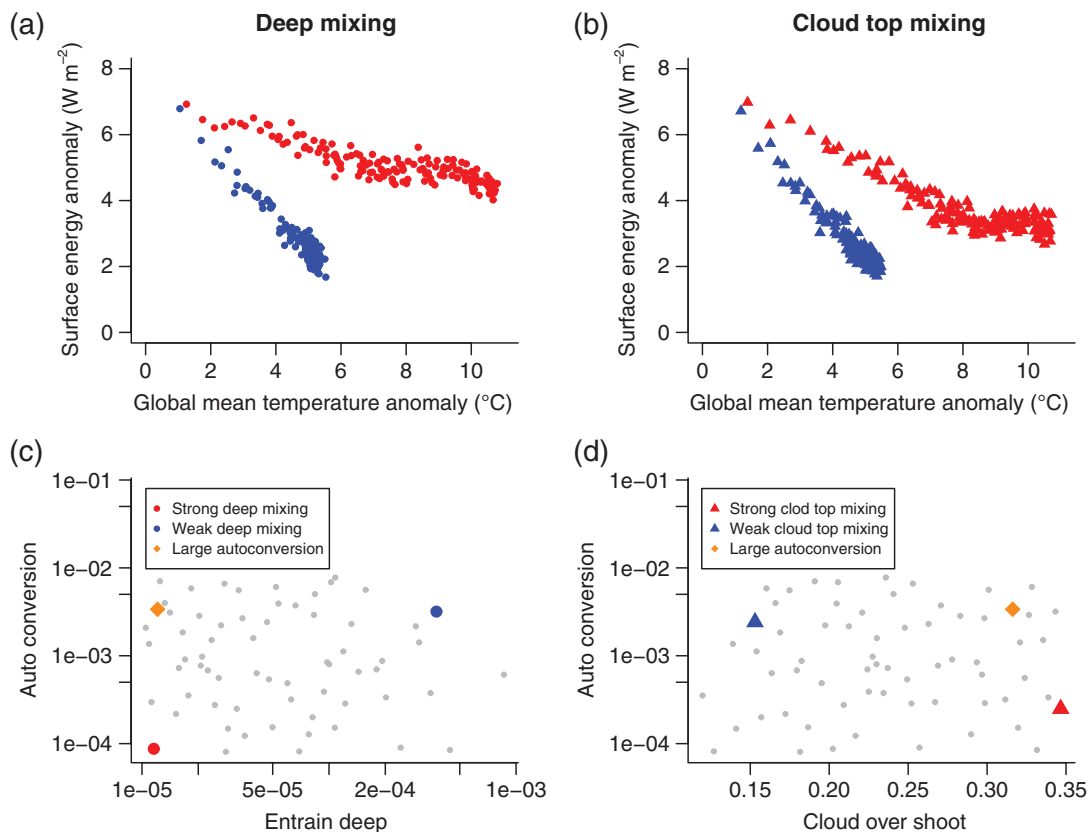 (a)
Deep mixing
Surface energy anomaly (W m⁻²)
8
6
4
2
0
0 2 4 6 8 10
Global mean temperature anomaly (°C)
(b)
Cloud top mixing
Surface energy anomaly (W m⁻²)
8
6
4
2
0
0 2 4 6 8 10
Global mean temperature anomaly (°C)
(c)
Auto conversion
1e−01
1e−02
1e−03
1e−04
Strong deep mixing
Weak deep mixing
Large autoconversion
1e−05 5e−05 2e−04 1e−03
Entrain deep
(d)
Auto conversion
1e−01
1e−02
1e−03
1e−04
Strong clod top mixing
Weak cloud top mixing
Large autoconversion
0.15 0.20 0.25 0.30 0.35
Cloud over shoot